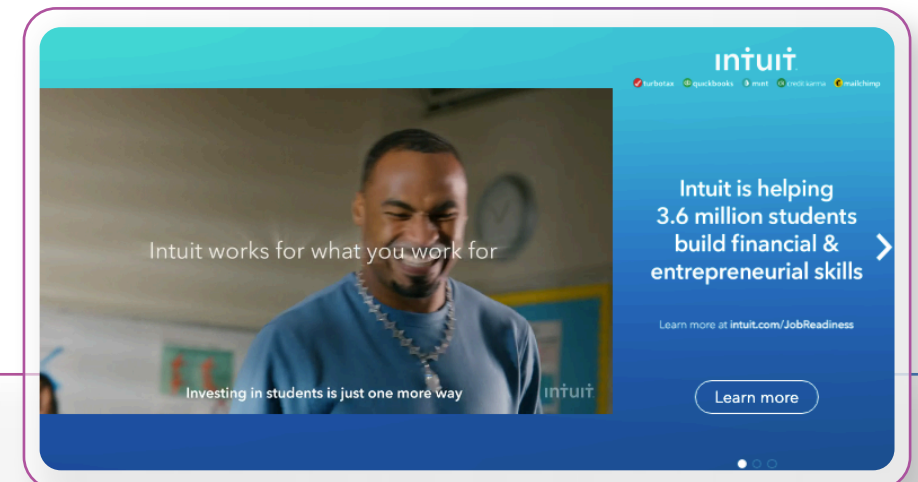 ıntuıt
turbotax quickbooks mint credit karma mailchimp
Intuit works for what you work for
Investing in students is just one more way
ıntuıt
Intuit is helping
3.6 million students
build financial &
entrepreneurial skills
Learn more at intuit.com/JobReadiness
Learn more